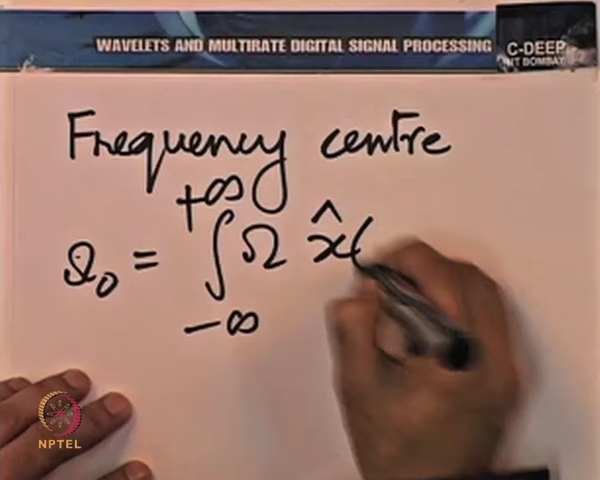 WAVELETS AND MULTIRATE DIGITAL SIGNAL PROCESSING
C-DEEP
IIT BOMBAY
Frequency centre
Ω₀ = ∫_{-∞}^{+∞} Ω x̂(
NPTEL